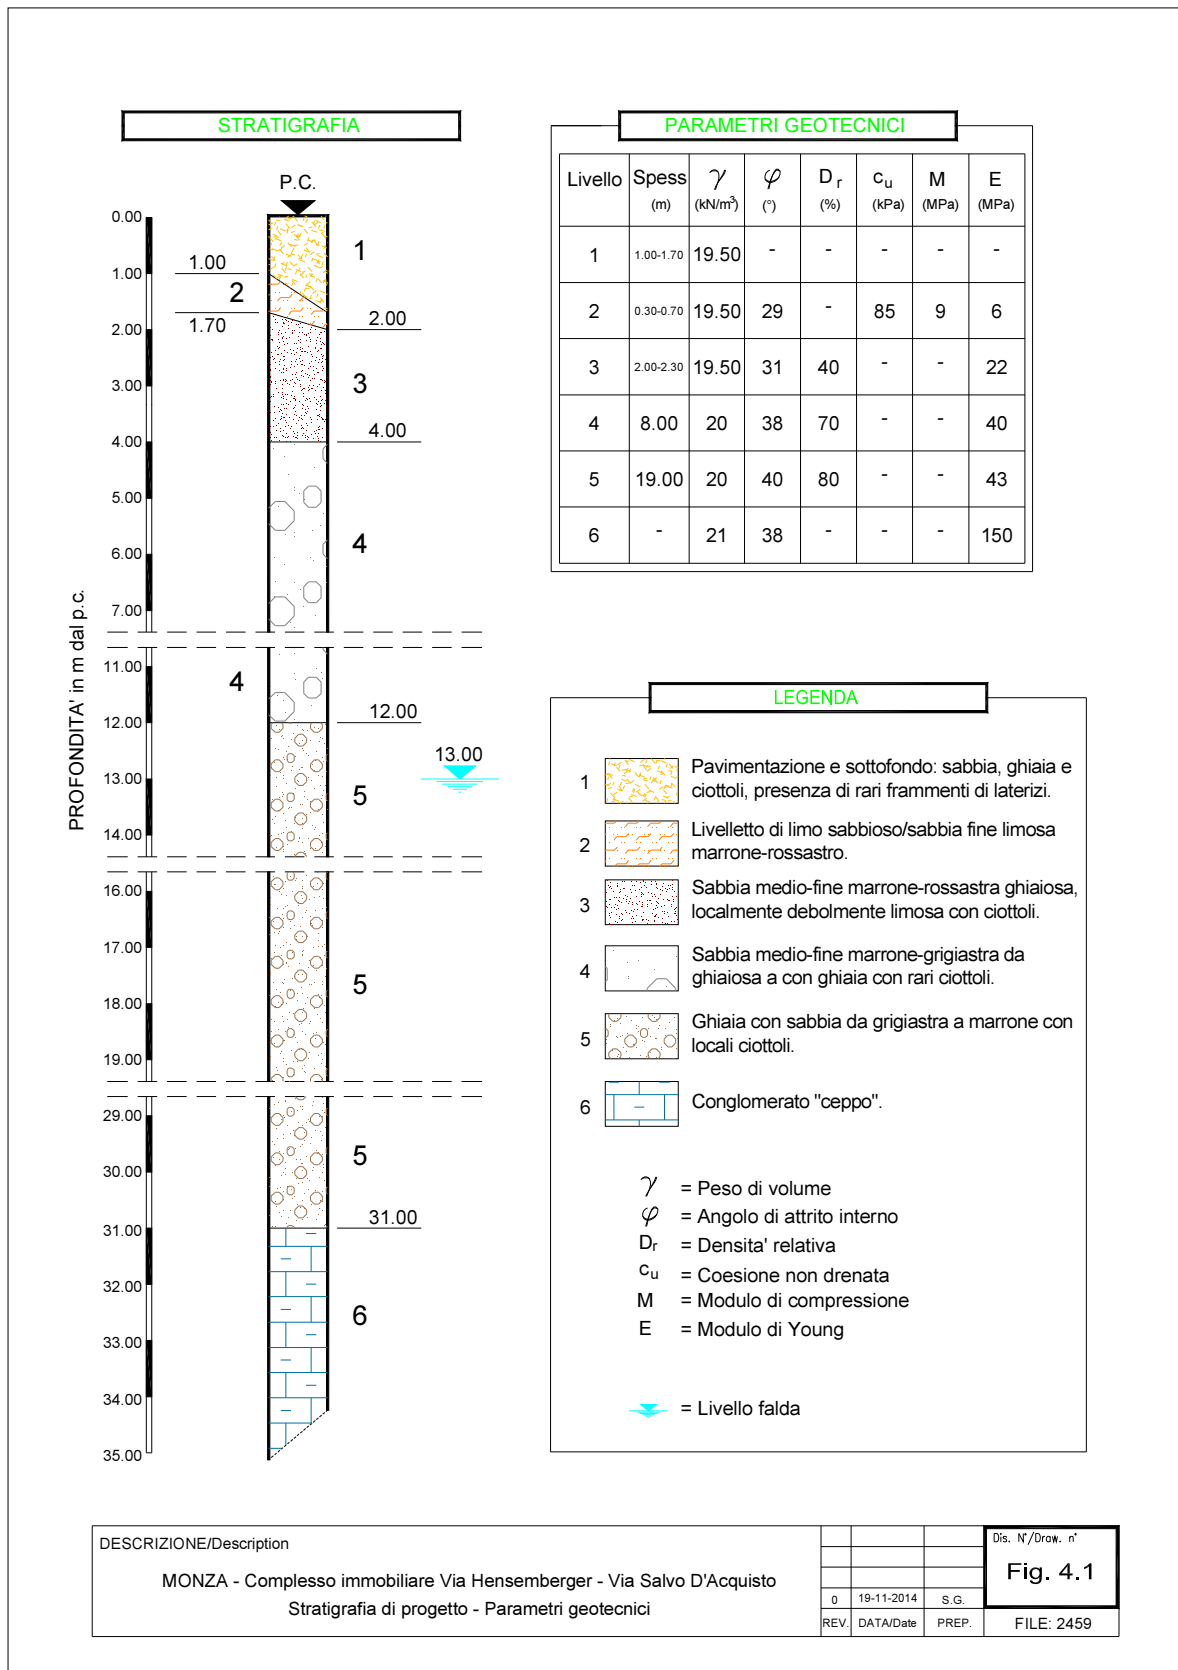 STRATIGRAFIA
P.C.
0.00
1.00
2.00
3.00
4.00
5.00
6.00
7.00
11.00
12.00
13.00
14.00
16.00
17.00
18.00
19.00
29.00
30.00
31.00
32.00
33.00
34.00
35.00
PROFONDITA' in m dal p.c.
1
1.00
2
1.70
2.00
3
4.00
4
4
12.00
13.00
5
5
5
31.00
6
PARAMETRI GEOTECNICI
Livello Spess γ φ Dr cu M E
(m) (kN/m³) (°) (%) (kPa) (MPa) (MPa)
1 1.00-1.70 19.50 - - - - -
2 0.30-0.70 19.50 29 - 85 9 6
3 2.00-2.30 19.50 31 40 - - 22
4 8.00 20 38 70 - - 40
5 19.00 20 40 80 - - 43
6 - 21 38 - - - 150
LEGENDA
1 Pavimentazione e sottofondo: sabbia, ghiaia e
ciottoli, presenza di rari frammenti di laterizi.
2 Livelletto di limo sabbioso/sabbia fine limosa
marrone-rossastro.
3 Sabbia medio-fine marrone-rossastra ghiaiosa,
localmente debolmente limosa con ciottoli.
4 Sabbia medio-fine marrone-grigiastra da
ghiaiosa a con ghiaia con rari ciottoli.
5 Ghiaia con sabbia da grigiastra a marrone con
locali ciottoli.
6 Conglomerato "ceppo".
γ = Peso di volume
φ = Angolo di attrito interno
Dr = Densita' relativa
cu = Coesione non drenata
M = Modulo di compressione
E = Modulo di Young
= Livello falda
DESCRIZIONE/Description
MONZA - Complesso immobiliare Via Hensemberger - Via Salvo D'Acquisto
Stratigrafia di progetto - Parametri geotecnici
0 19-11-2014 S.G.
REV. DATA/Date PREP.
Dis. N°/Draw. n°
Fig. 4.1
FILE: 2459